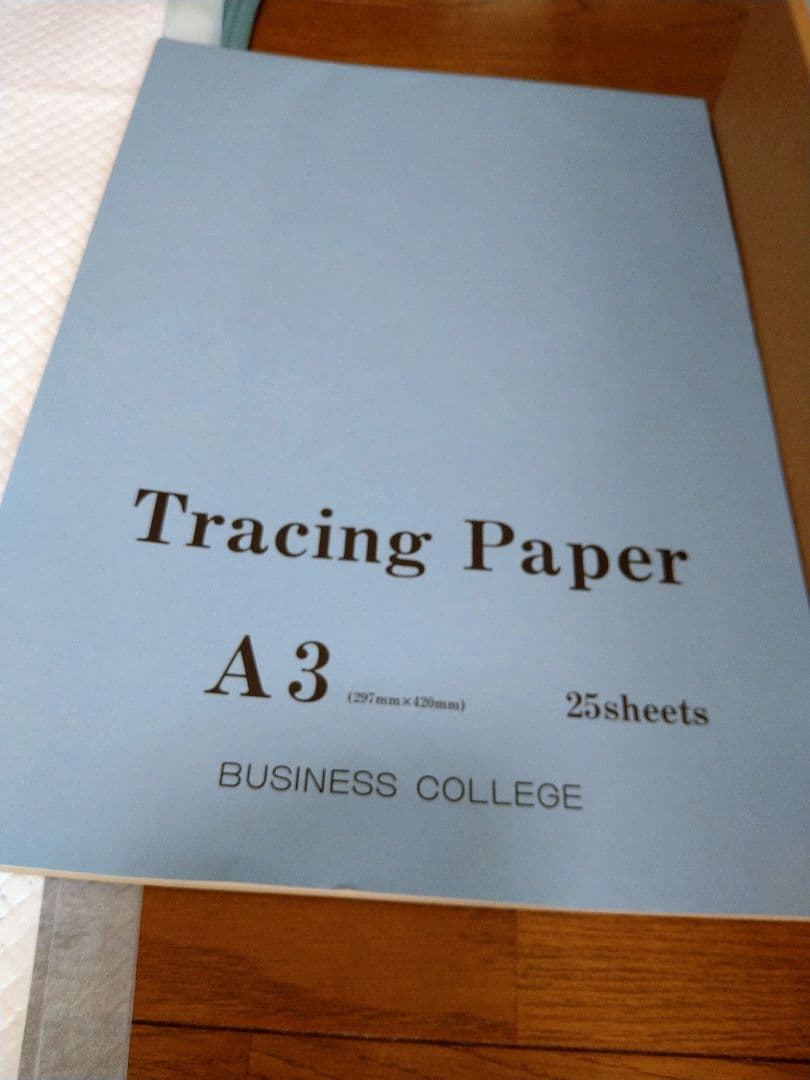 Tracing Paper
A3 (297mm×420mm) 25sheets
BUSINESS COLLEGE